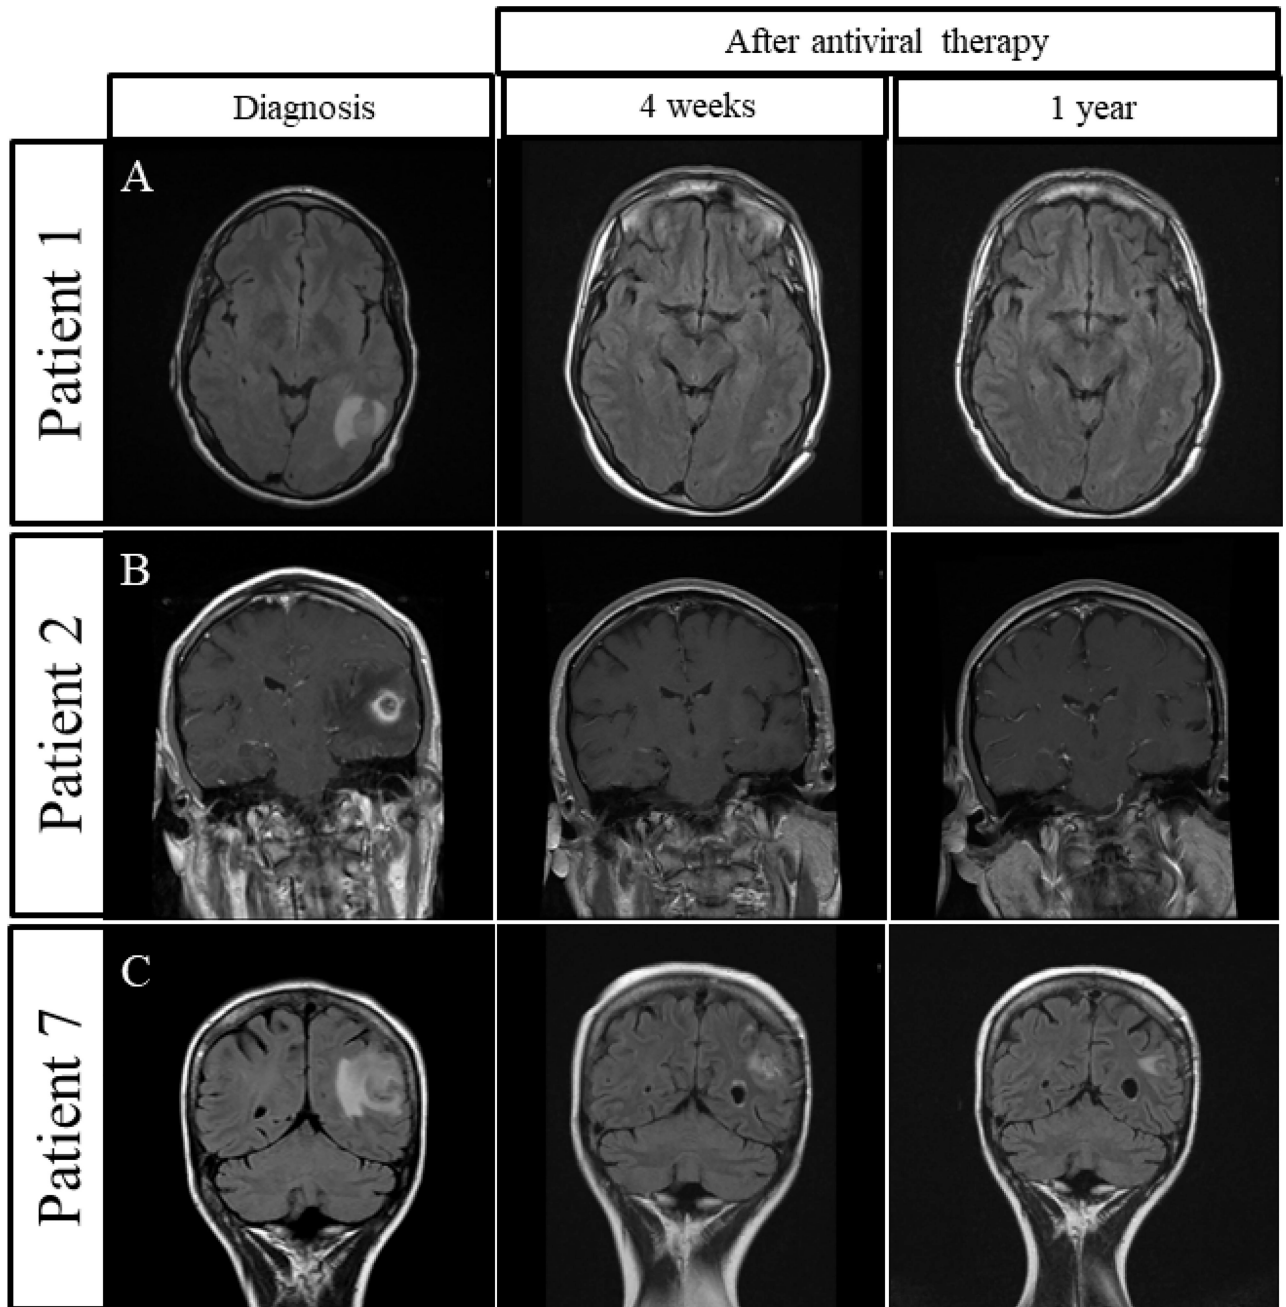 After antiviral therapy
Diagnosis
4 weeks
1 year
Patient 1
A
Patient 2
B
Patient 7
C